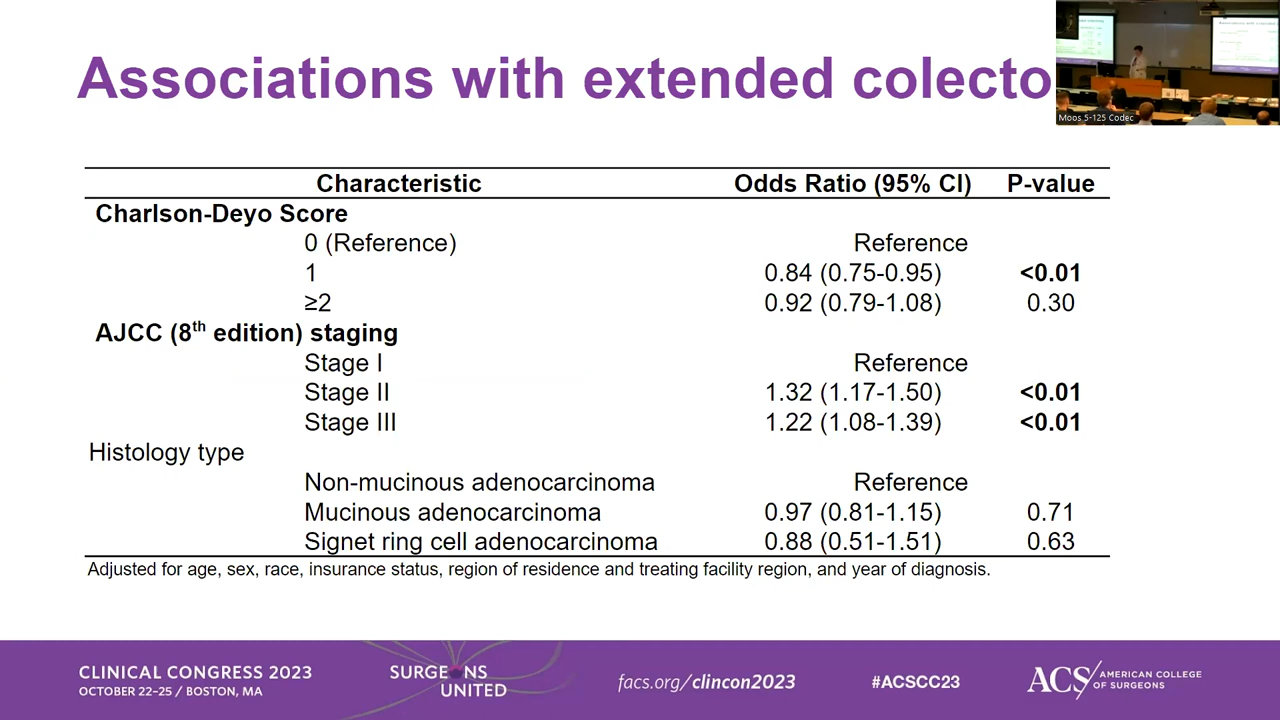 Associations with extended colecto
Moos 5-125 Codec
Characteristic Odds Ratio (95% CI) P-value
Charlson-Deyo Score
0 (Reference) Reference
1 0.84 (0.75-0.95) <0.01
≥2 0.92 (0.79-1.08) 0.30
AJCC (8th edition) staging
Stage I Reference
Stage II 1.32 (1.17-1.50) <0.01
Stage III 1.22 (1.08-1.39) <0.01
Histology type
Non-mucinous adenocarcinoma Reference
Mucinous adenocarcinoma 0.97 (0.81-1.15) 0.71
Signet ring cell adenocarcinoma 0.88 (0.51-1.51) 0.63
Adjusted for age, sex, race, insurance status, region of residence and treating facility region, and year of diagnosis.
CLINICAL CONGRESS 2023
OCTOBER 22–25 / BOSTON, MA
SURGEONS
UNITED
facs.org/clincon2023
#ACSCC23
ACS AMERICAN COLLEGE
OF SURGEONS